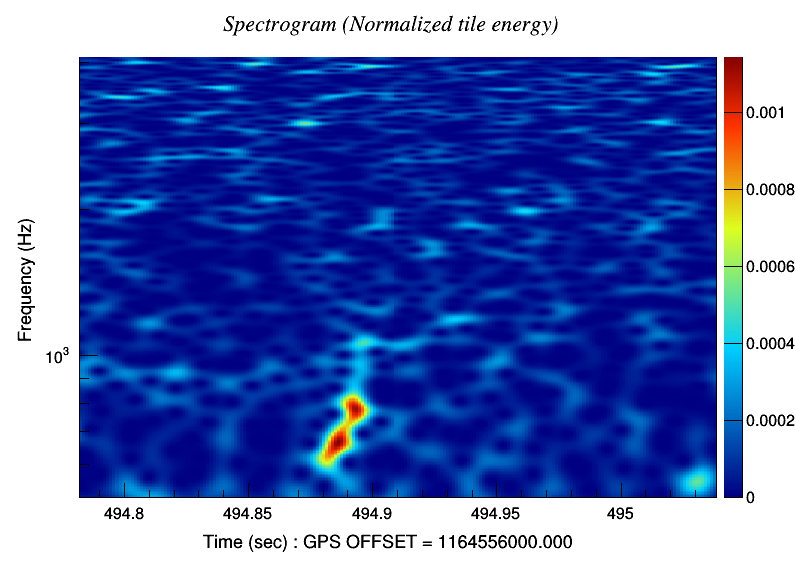 Spectrogram (Normalized tile energy)
Frequency (Hz)
10³
0.001
0.0008
0.0006
0.0004
0.0002
0
494.8 494.85 494.9 494.95 495
Time (sec) : GPS OFFSET = 1164556000.000